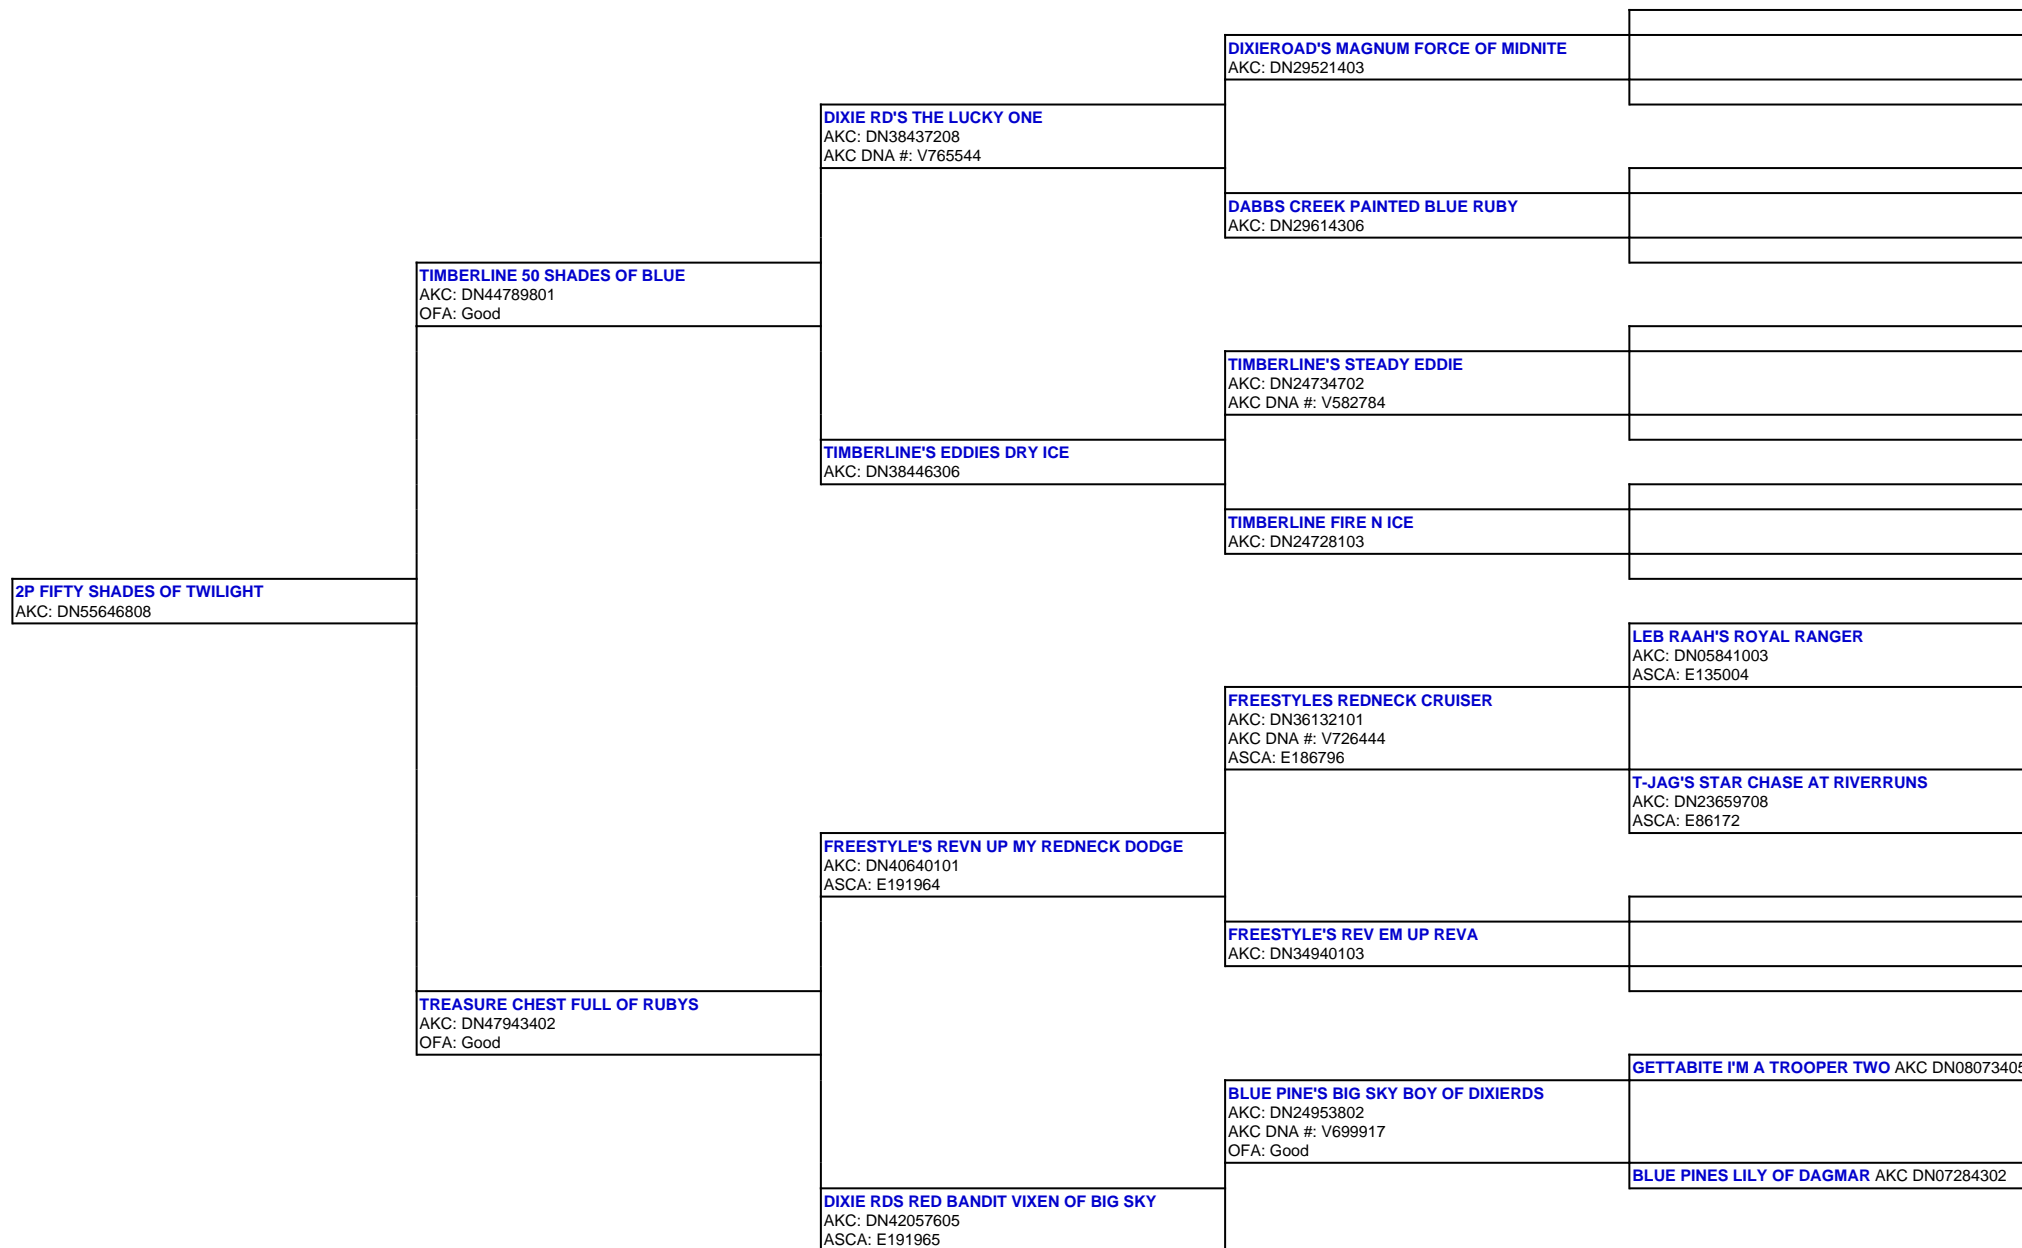 DIXIEROAD'S MAGNUM FORCE OF MIDNITE
AKC: DN29521403
DIXIE RD'S THE LUCKY ONE
AKC: DN38437208
AKC DNA #: V765544
DABBS CREEK PAINTED BLUE RUBY
AKC: DN29614306
TIMBERLINE 50 SHADES OF BLUE
AKC: DN44789801
OFA: Good
TIMBERLINE'S STEADY EDDIE
AKC: DN24734702
AKC DNA #: V582784
TIMBERLINE'S EDDIES DRY ICE
AKC: DN38446306
TIMBERLINE FIRE N ICE
AKC: DN24728103
2P FIFTY SHADES OF TWILIGHT
AKC: DN55646808
LEB RAAH'S ROYAL RANGER
AKC: DN05841003
ASCA: E135004
FREESTYLES REDNECK CRUISER
AKC: DN36132101
AKC DNA #: V726444
ASCA: E186796
T-JAG'S STAR CHASE AT RIVERRUNS
AKC: DN23659708
ASCA: E86172
FREESTYLE'S REVN UP MY REDNECK DODGE
AKC: DN40640101
ASCA: E191964
FREESTYLE'S REV EM UP REVA
AKC: DN34940103
TREASURE CHEST FULL OF RUBYS
AKC: DN47943402
OFA: Good
GETTABITE I'M A TROOPER TWO AKC DN08073405
BLUE PINE'S BIG SKY BOY OF DIXIERDS
AKC: DN24953802
AKC DNA #: V699917
OFA: Good
BLUE PINES LILY OF DAGMAR AKC DN07284302
DIXIE RDS RED BANDIT VIXEN OF BIG SKY
AKC: DN42057605
ASCA: E191965